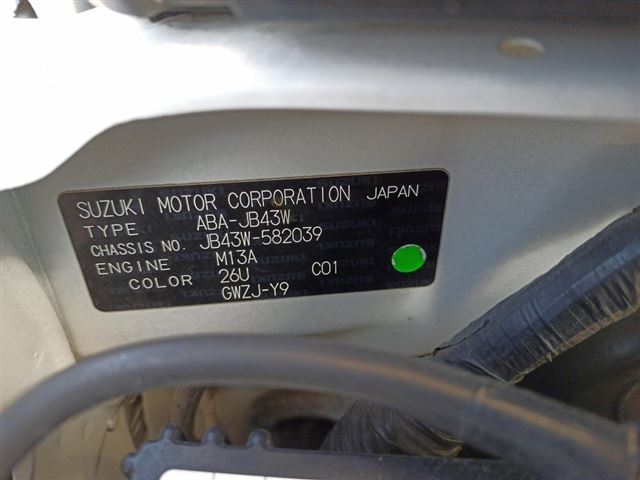 SUZUKI MOTOR CORPORATION JAPAN
TYPE ABA-JB43W
CHASSIS NO. JB43W-582039
ENGINE M13A
COLOR 26U C01
GWZJ-Y9